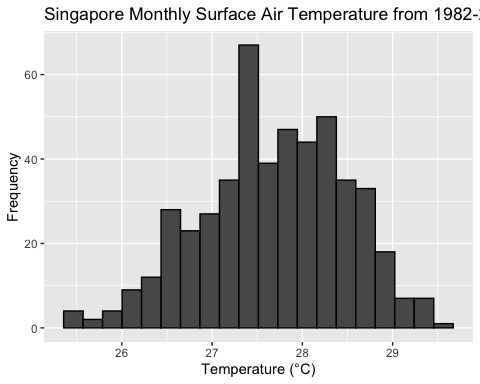 Singapore Monthly Surface Air Temperature from 1982-
Frequency
60
40
20
0
26
27
28
29
Temperature (°C)